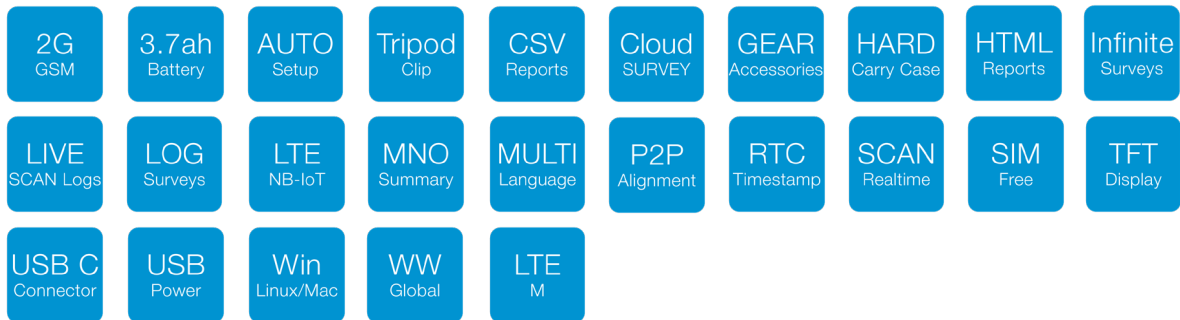 2G
GSM
3.7ah
Battery
AUTO
Setup
Tripod
Clip
CSV
Reports
Cloud
SURVEY
GEAR
Accessories
HARD
Carry Case
HTML
Reports
Infinite
Surveys
LIVE
SCAN Logs
LOG
Surveys
LTE
NB-IoT
MNO
Summary
MULTI
Language
P2P
Alignment
RTC
Timestamp
SCAN
Realtime
SIM
Free
TFT
Display
USB C
Connector
USB
Power
Win
Linux/Mac
WW
Global
LTE
M